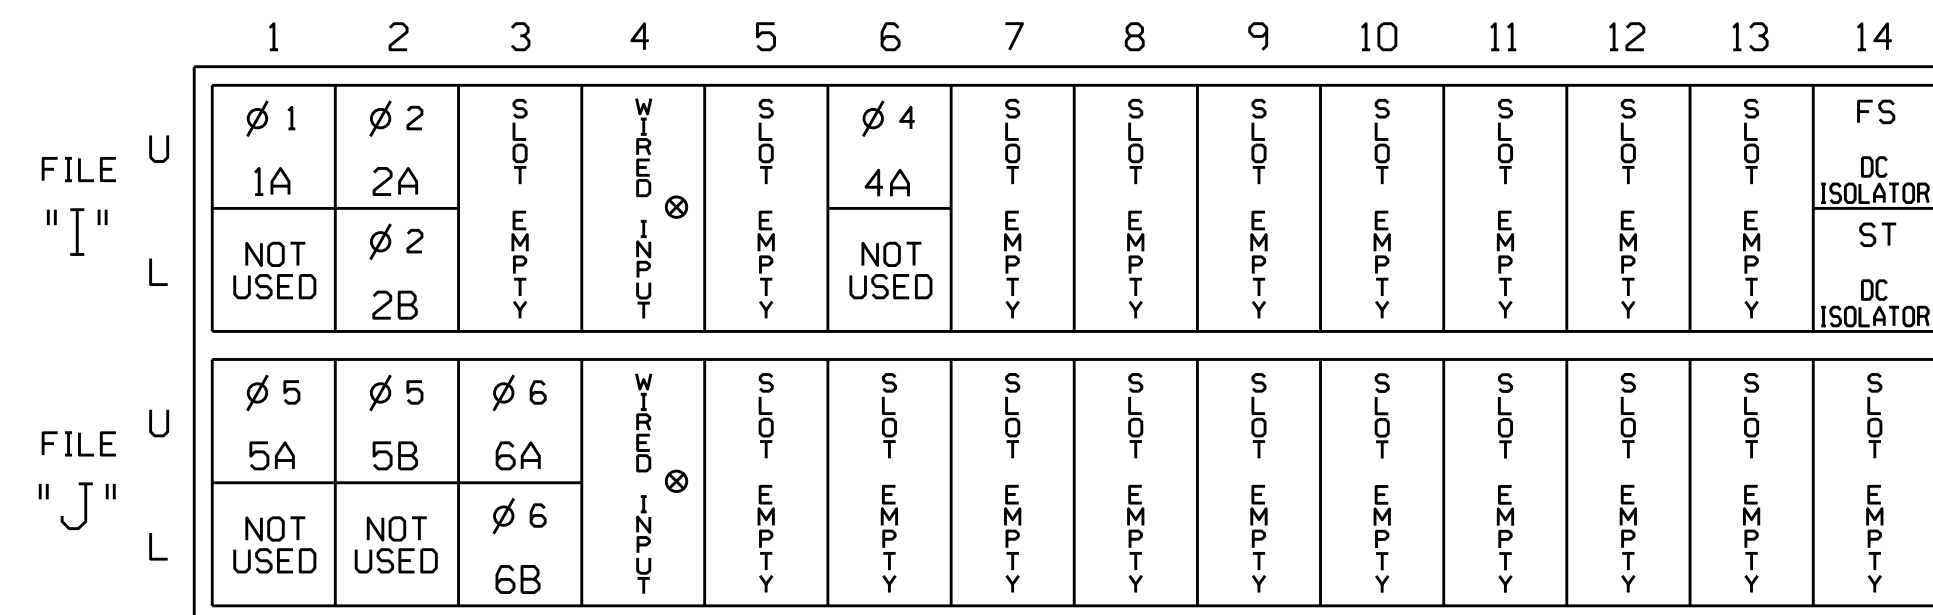 1 2 3 4 5 6 7 8 9 10 11 12 13 14
FILE "I"
U
L
Ø 1
1A
NOT USED
Ø 2
2A
Ø 2
2B
SLOT EMPTY
WIRED INPUT
SLOT EMPTY
Ø 4
4A
NOT USED
SLOT EMPTY
SLOT EMPTY
SLOT EMPTY
SLOT EMPTY
SLOT EMPTY
SLOT EMPTY
SLOT EMPTY
FS
DC
ISOLATOR
ST
DC
ISOLATOR
FILE "J"
U
L
Ø 5
5A
NOT USED
Ø 5
5B
NOT USED
Ø 6
6A
Ø 6
6B
WIRED INPUT
SLOT EMPTY
SLOT EMPTY
SLOT EMPTY
SLOT EMPTY
SLOT EMPTY
SLOT EMPTY
SLOT EMPTY
SLOT EMPTY
SLOT EMPTY
SLOT EMPTY